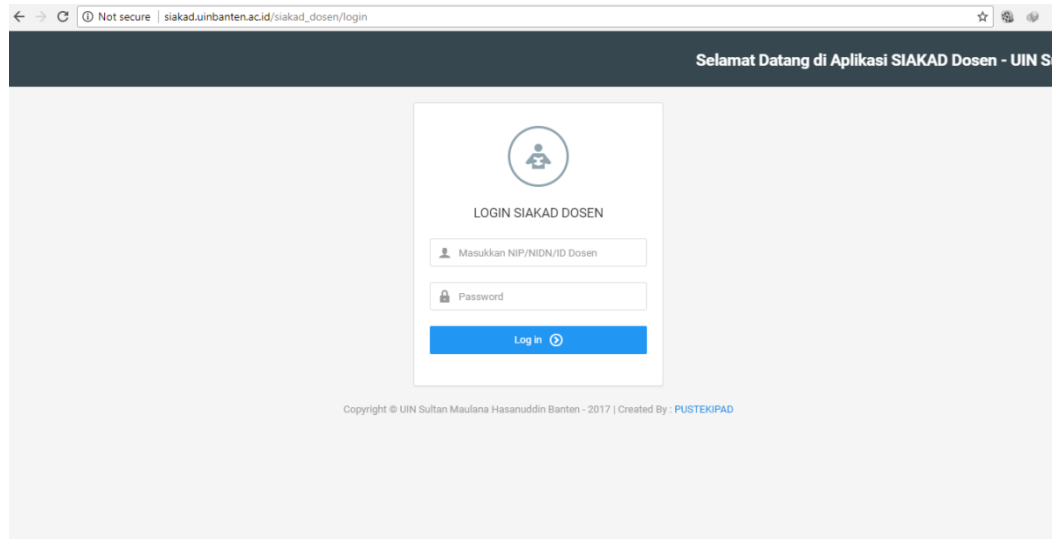 Not secure | siakad.uinbanten.ac.id/siakad_dosen/login
Selamat Datang di Aplikasi SIAKAD Dosen - UIN
LOGIN SIAKAD DOSEN
Masukkan NIP/NIDN/ID Dosen
Password
Log in
Copyright © UIN Sultan Maulana Hasanuddin Banten - 2017 | Created By : PUSTEKIPAD